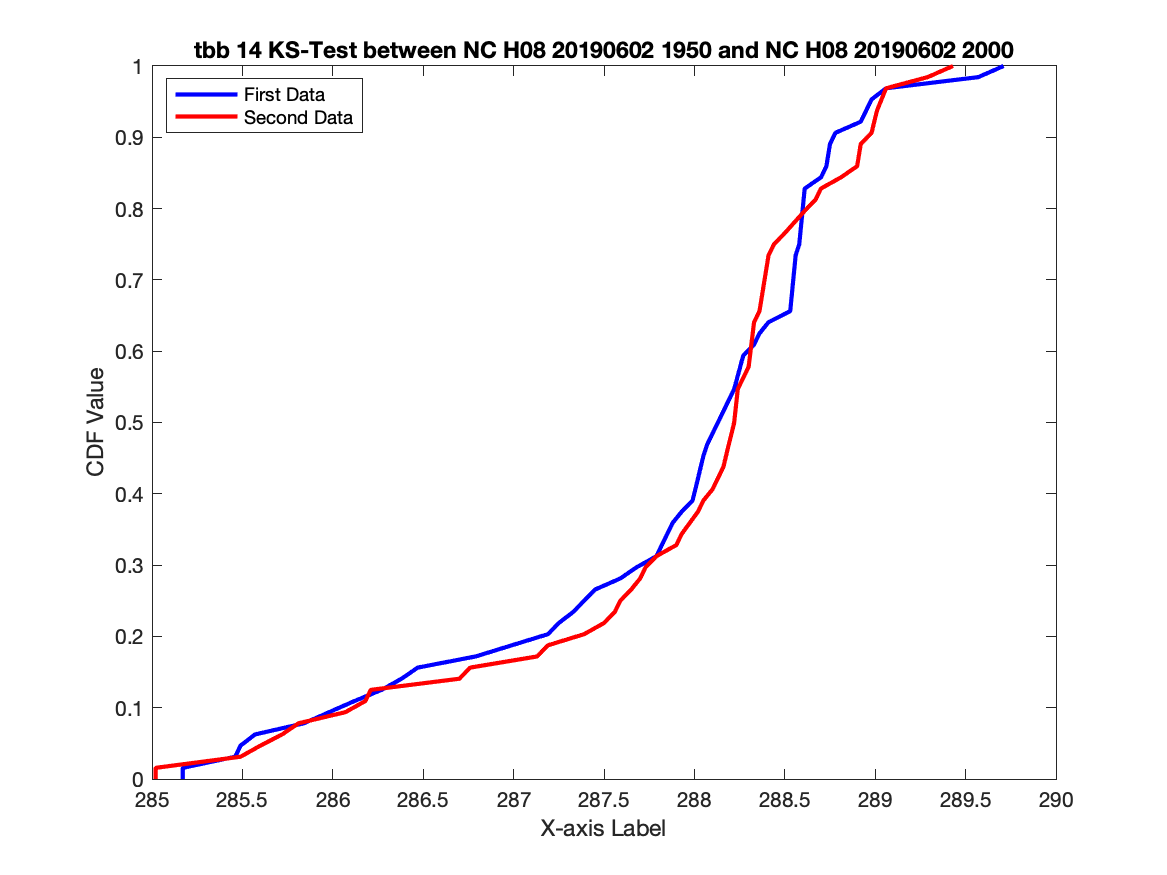 tbb 14 KS-Test between NC H08 20190602 1950 and NC H08 20190602 2000
First Data
Second Data
1
0.9
0.8
0.7
0.6
0.5
0.4
0.3
0.2
0.1
0
CDF Value
285 285.5 286 286.5 287 287.5 288 288.5 289 289.5 290
X-axis Label